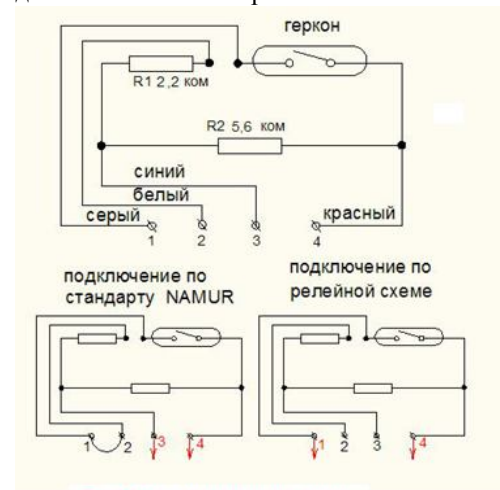 геркон
R1 2,2 ком
R2 5,6 ком
синий
белый
серый
красный
1 2 3 4
подключение по
стандарту NAMUR
подключение по
релейной схеме
1 2 3 4
1 2 3 4